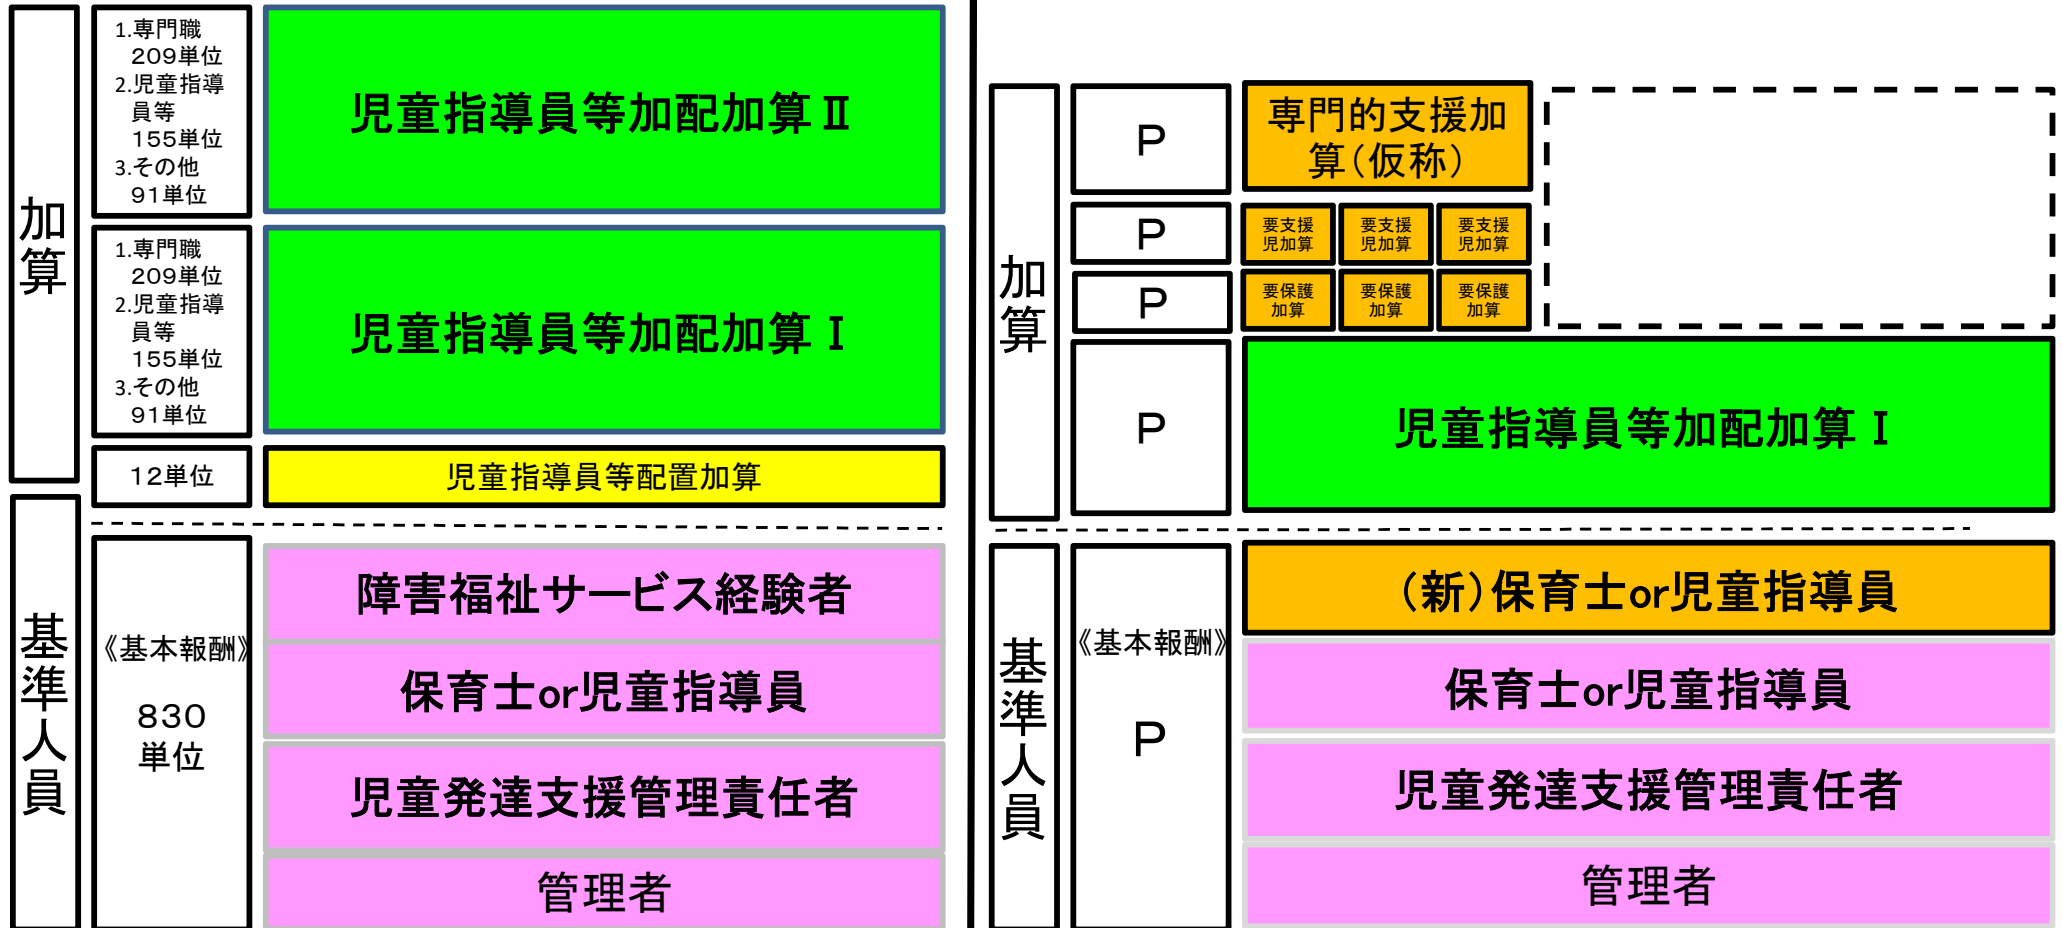 加算
1.専門職
209単位
2.児童指導
員等
155単位
3.その他
91単位
児童指導員等加配加算Ⅱ
1.専門職
209単位
2.児童指導
員等
155単位
3.その他
91単位
児童指導員等加配加算Ⅰ
12単位
児童指導員等配置加算
基準人員
《基本報酬》
830
単位
障害福祉サービス経験者
保育士or児童指導員
児童発達支援管理責任者
管理者
加算
P
専門的支援加
算(仮称)
P
要支援
児加算
要支援
児加算
要支援
児加算
P
要保護
加算
要保護
加算
要保護
加算
P
児童指導員等加配加算Ⅰ
基準人員
《基本報酬》
P
(新)保育士or児童指導員
保育士or児童指導員
児童発達支援管理責任者
管理者